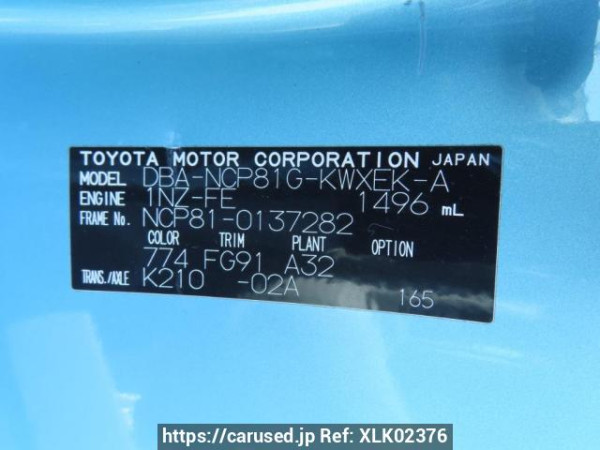 TOYOTA MOTOR CORPORATION JAPAN
MODEL DBA-NCP81G-KWXEK-A
ENGINE 1NZ-FE 1496 mL
FRAME No. NCP81-0137282
COLOR TRIM PLANT OPTION
774 FG91 A32
TRANS./AXLE K210 -02A
165
https://carused.jp Ref: XLK02376